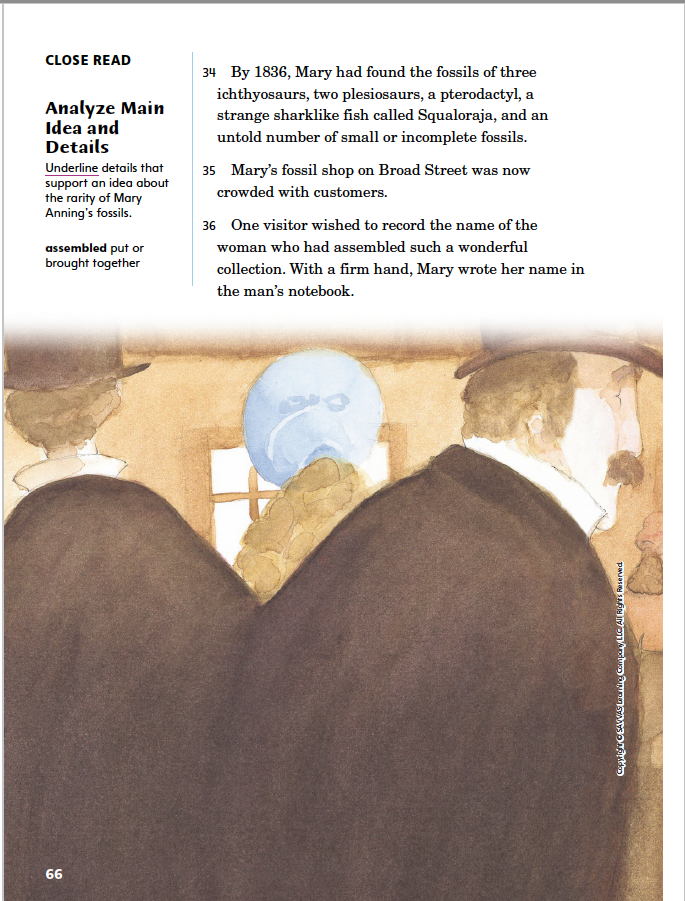 CLOSE READ
Analyze Main
Idea and
Details
Underline details that
support an idea about
the rarity of Mary
Anning's fossils.
assembled put or
brought together
34 By 1836, Mary had found the fossils of three
ichthyosaurs, two plesiosaurs, a pterodactyl, a
strange sharklike fish called Squaloraja, and an
untold number of small or incomplete fossils.
35 Mary's fossil shop on Broad Street was now
crowded with customers.
36 One visitor wished to record the name of the
woman who had assembled such a wonderful
collection. With a firm hand, Mary wrote her name in
the man's notebook.
Copyright © SAVVAS Learning Company LLC. All Rights Reserved.
66